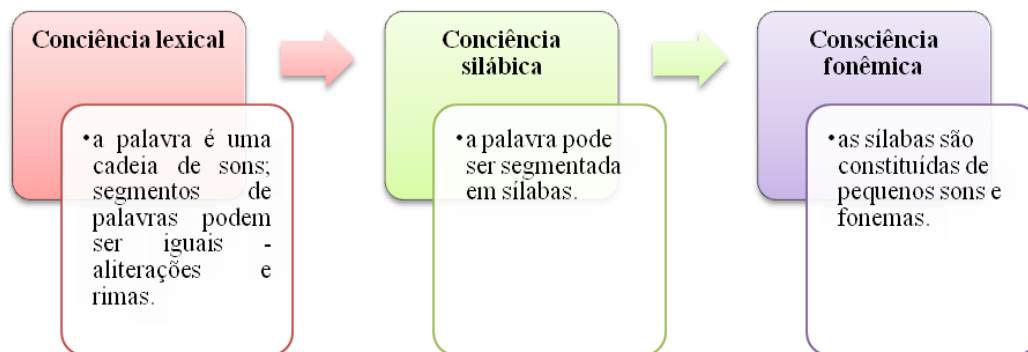 Conciência lexical
•a palavra é uma
cadeia de sons;
segmentos de
palavras podem
ser iguais -
aliterações e
rimas.
Conciência
silábica
•a palavra pode
ser segmentada
em sílabas.
Consciência
fonêmica
•as sílabas são
constituídas de
pequenos sons e
fonemas.